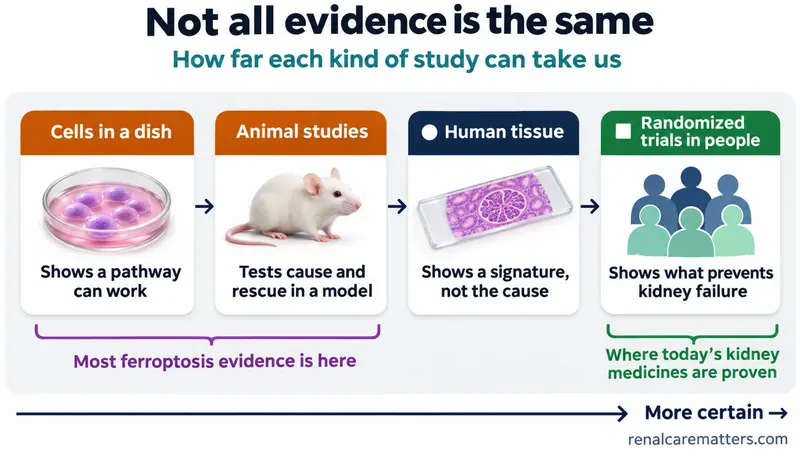 Not all evidence is the same
How far each kind of study can take us
Cells in a dish
Shows a pathway
can work
Animal studies
Tests cause and
rescue in a model
Human tissue
Shows a signature,
not the cause
Randomized
trials in people
Shows what prevents
kidney failure
Most ferroptosis evidence is here
Where today's kidney
medicines are proven
More certain →
renalcarematters.com